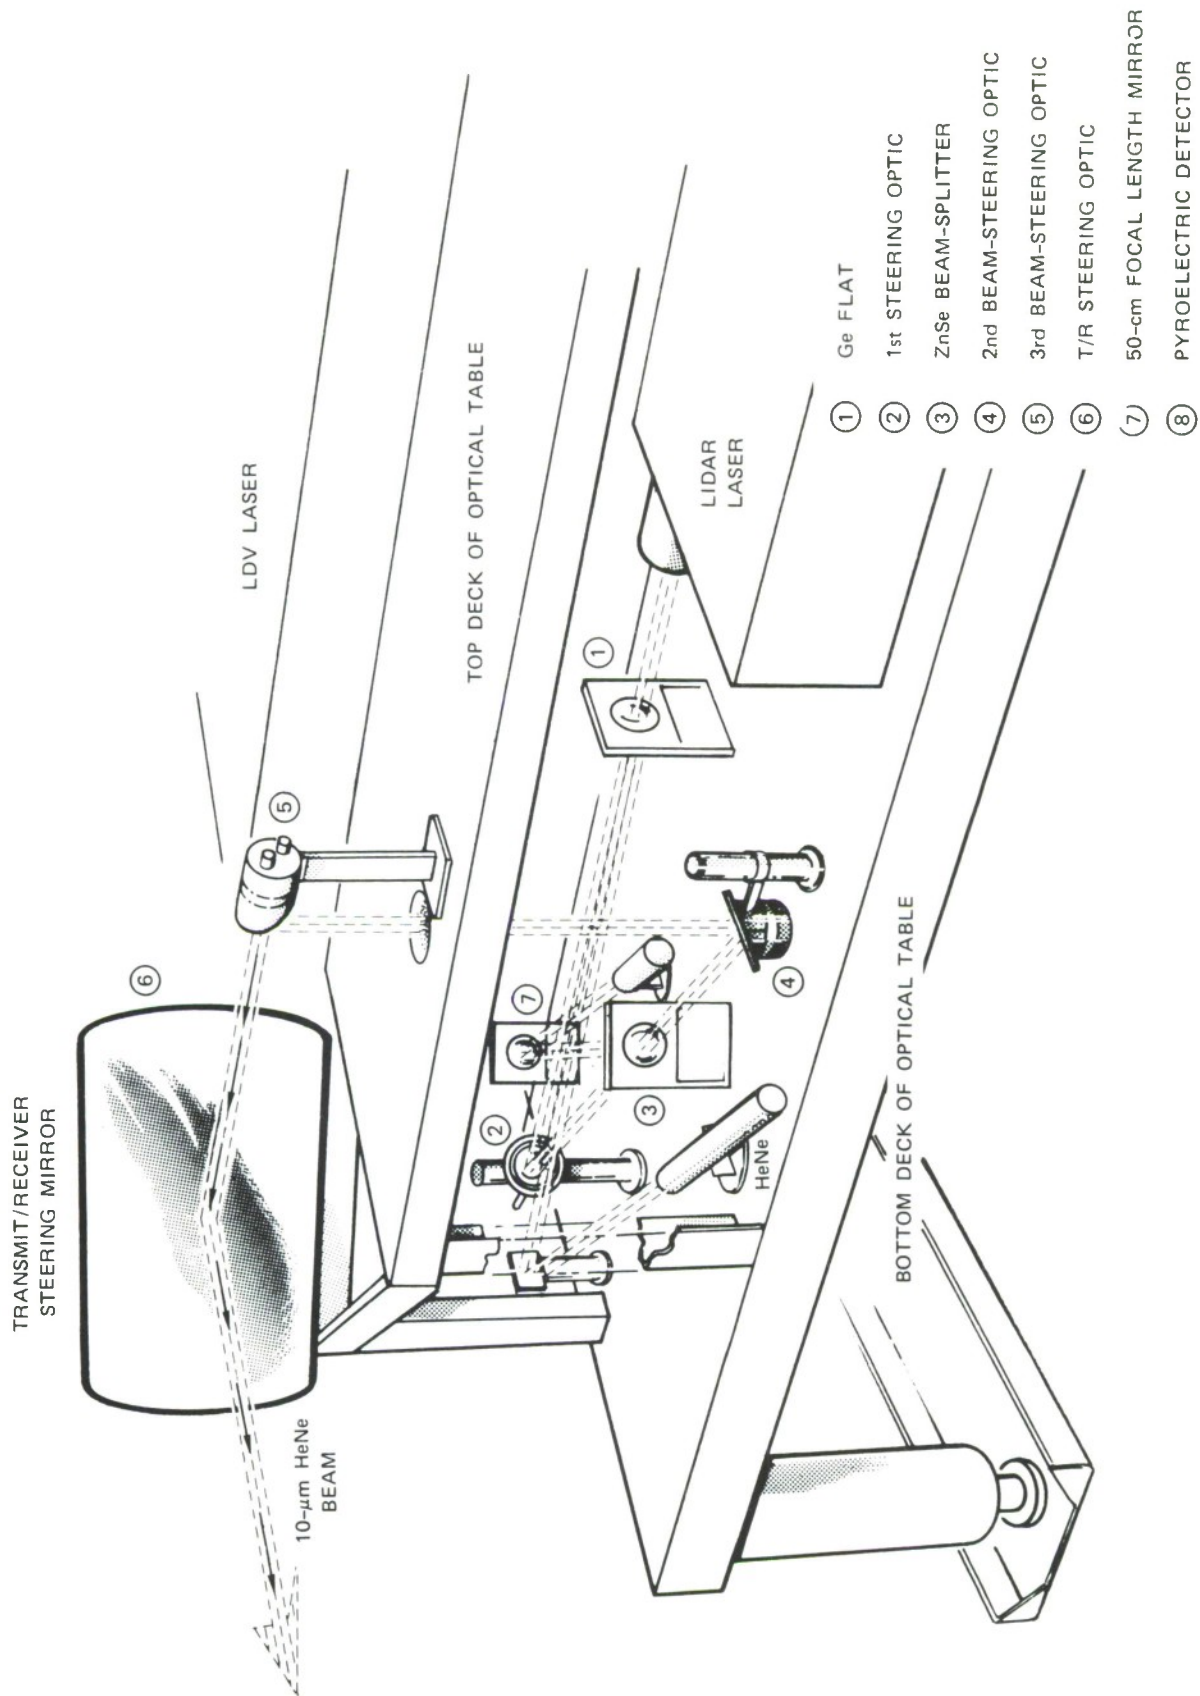 TRANSMIT/RECEIVER
STEERING MIRROR
6
5
LDV LASER
10-μm HeNe
BEAM
TOP DECK OF OPTICAL TABLE
2
7
1
3
HeNe
4
LIDAR
LASER
BOTTOM DECK OF OPTICAL TABLE
1 Ge FLAT
2 1st STEERING OPTIC
3 ZnSe BEAM-SPLITTER
4 2nd BEAM-STEERING OPTIC
5 3rd BEAM-STEERING OPTIC
6 T/R STEERING OPTIC
7 50-cm FOCAL LENGTH MIRROR
8 PYROELECTRIC DETECTOR